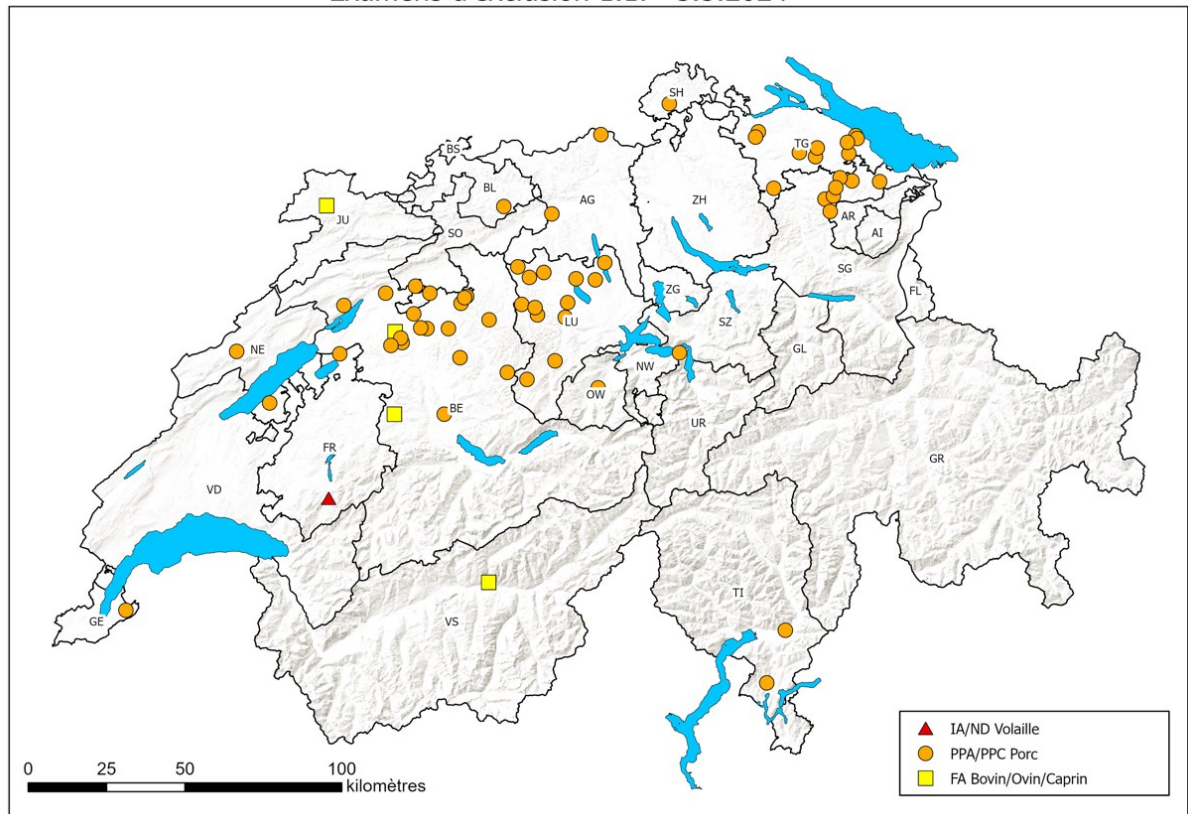 SH
BS
TG
BL
AG
ZH
JU
SO
AR
AI
SG
ZG
FL
LU
SZ
NE
GL
NW
OW
BE
UR
FR
GR
VD
TI
GE
VS
IA/ND Volaille
PPA/PPC Porc
FA Bovin/Ovin/Caprin
0 25 50 100
kilomètres